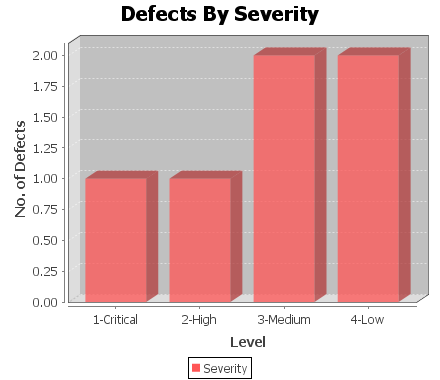 Defects By Severity
2.00
1.75
1.50
1.25
1.00
0.75
0.50
0.25
0.00
No. of Defects
1-Critical 2-High 3-Medium 4-Low
Level
Severity